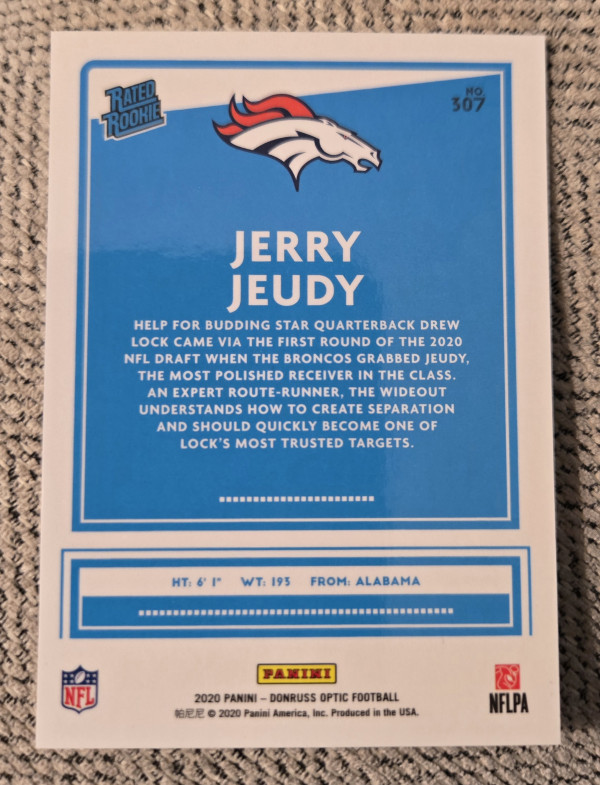 RATED
ROOKIE
NO.
307
JERRY
JEUDY
HELP FOR BUDDING STAR QUARTERBACK DREW
LOCK CAME VIA THE FIRST ROUND OF THE 2020
NFL DRAFT WHEN THE BRONCOS GRABBED JEUDY,
THE MOST POLISHED RECEIVER IN THE CLASS.
AN EXPERT ROUTE-RUNNER, THE WIDEOUT
UNDERSTANDS HOW TO CREATE SEPARATION
AND SHOULD QUICKLY BECOME ONE OF
LOCK'S MOST TRUSTED TARGETS.
HT: 6' 1" WT: 193 FROM: ALABAMA
PANINI
NFL
2020 PANINI – DONRUSS OPTIC FOOTBALL
帕尼尼 © 2020 Panini America, Inc. Produced in the USA.
NFLPA